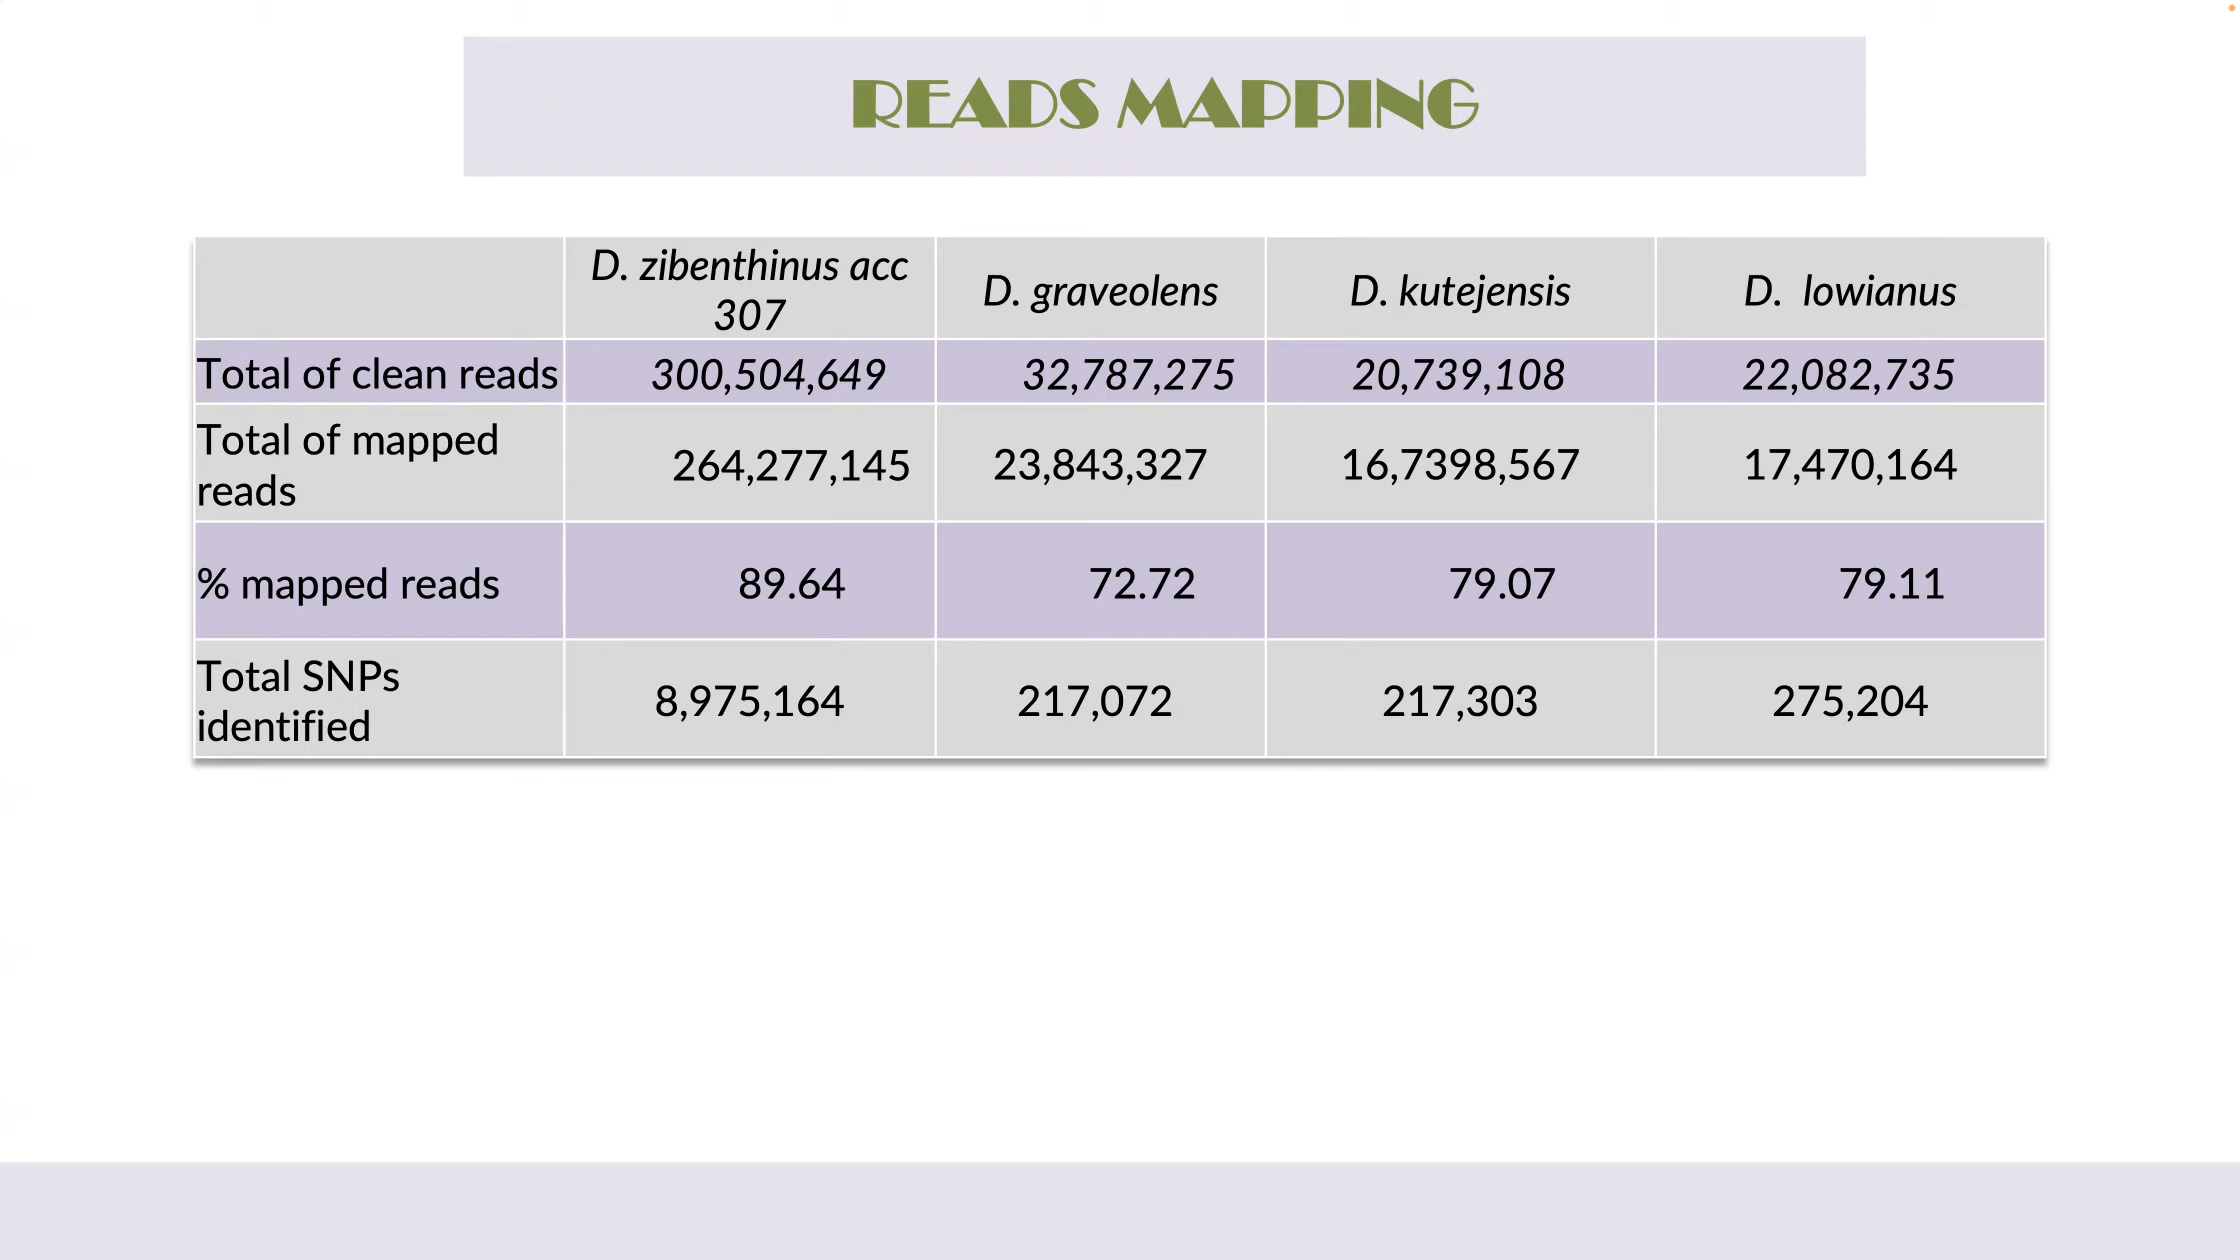 READS MAPPING
D. zibenthinus acc
307
D. graveolens
D. kutejensis
D. lowianus
Total of clean reads
300,504,649
32,787,275
20,739,108
22,082,735
Total of mapped
reads
264,277,145
23,843,327
16,7398,567
17,470,164
% mapped reads
89.64
72.72
79.07
79.11
Total SNPs
identified
8,975,164
217,072
217,303
275,204